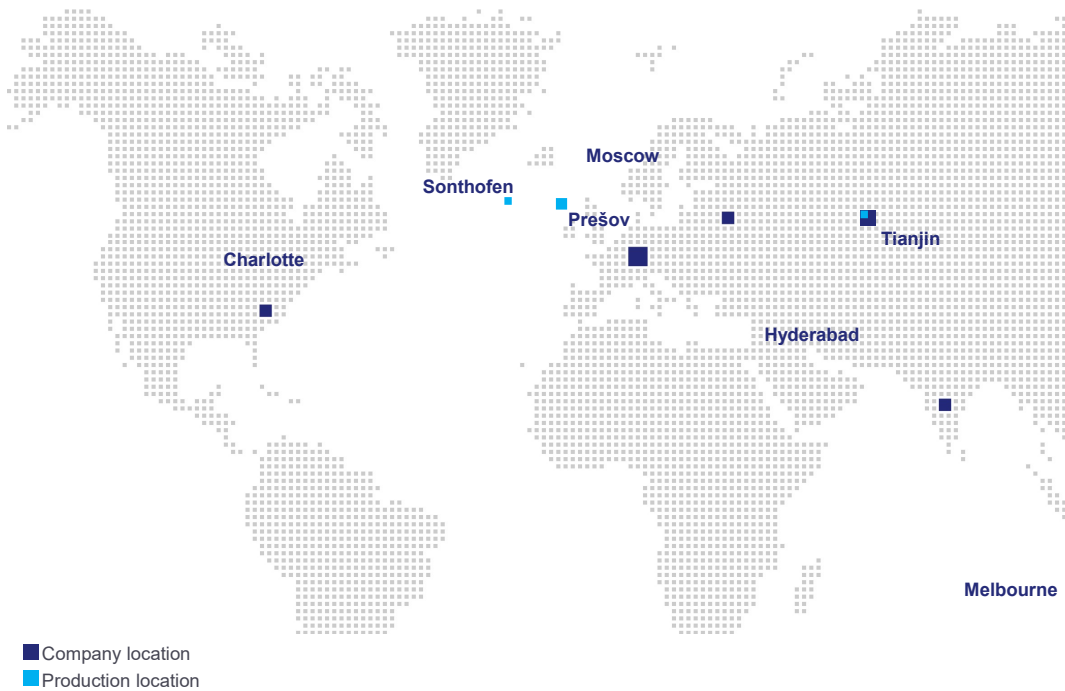 Moscow
Sonthofen
Prešov
Tianjin
Charlotte
Hyderabad
Melbourne
Company location
Production location